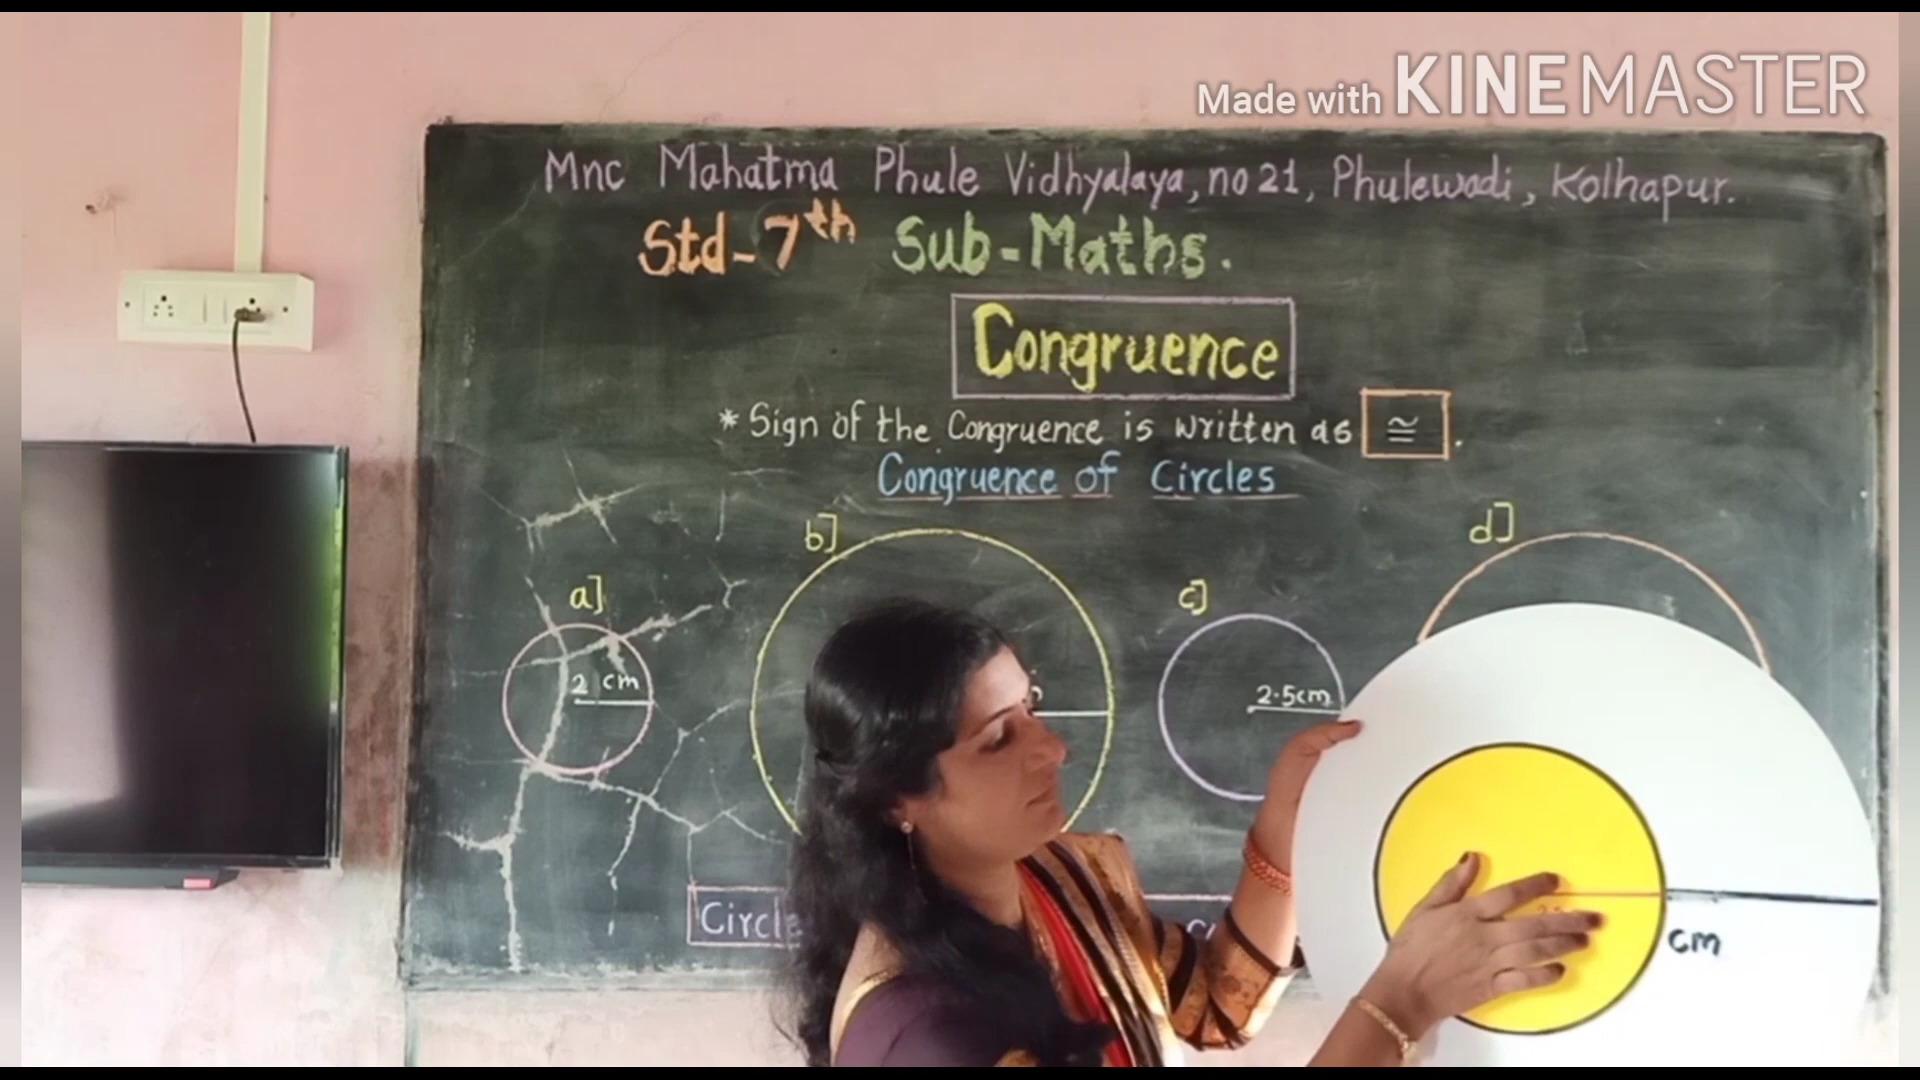 Made with KINEMASTER
Mnc Mahatma Phule Vidhyalaya, no 21, Phulewadi, Kolhapur.
Std-7th Sub-Maths.
Congruence
* Sign of the Congruence is written as ≅ .
Congruence of Circles
a] b] c] d]
2 cm 2.5cm
Circle
cm